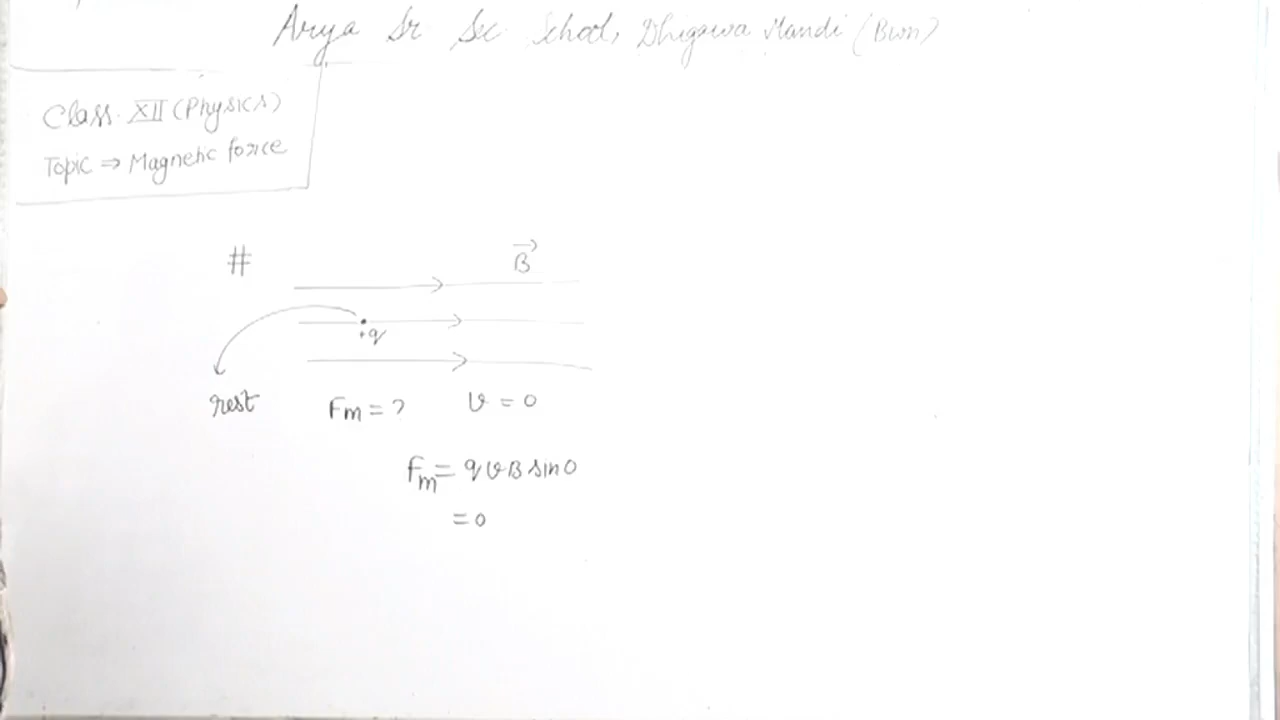 Arya Sr Sec School, Dhigawa Mandi (Bwn)
Class. XII (Physics)
Topic ⇒ Magnetic force
#
B⃗
+q
rest
Fm = ?
v = 0
Fm = qvB sin0
= 0